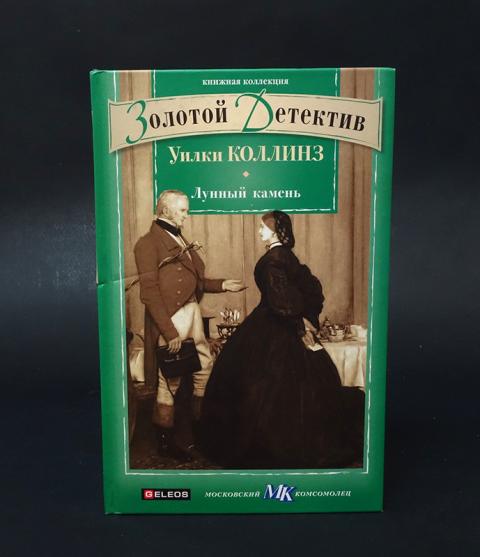 книжная коллекция
Золотой Детектив
Уилки КОЛЛИНЗ
Лунный камень
GELEOS
МОСКОВСКИЙ МК КОМСОМОЛЕЦ